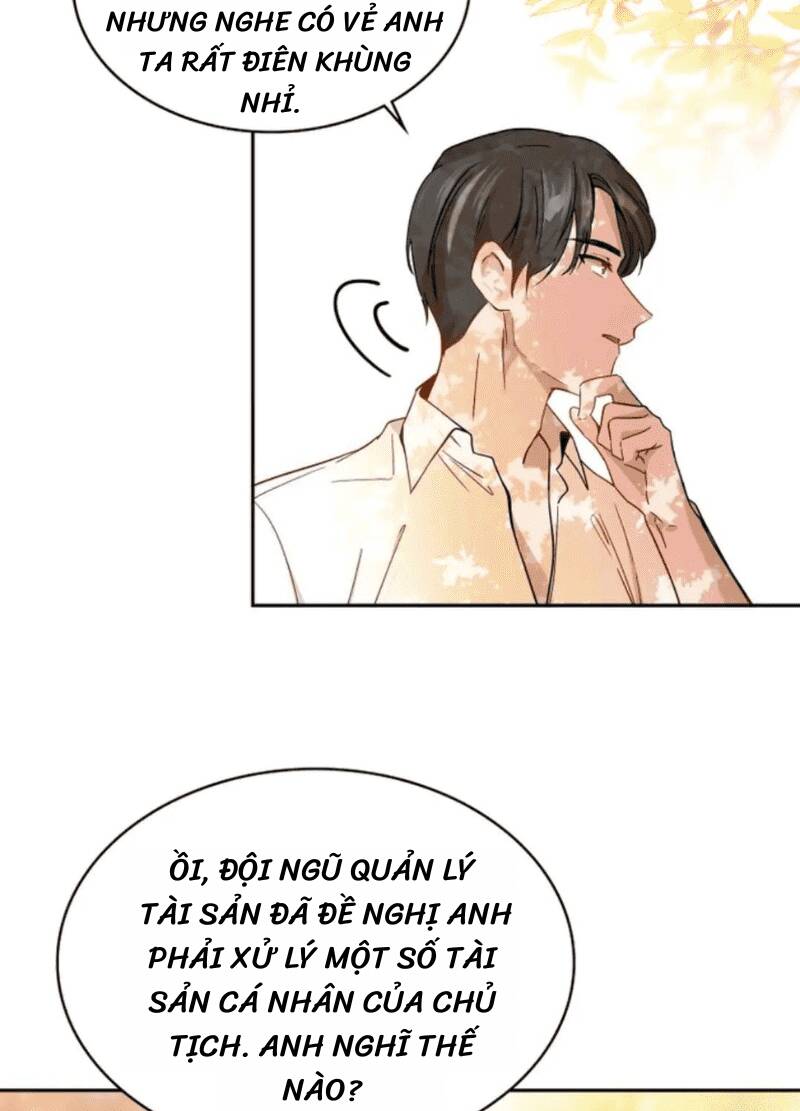 NHƯNG NGHE CÓ VẺ ANH
TA RẤT ĐIÊN KHÙNG
NHỈ.
ỒI, ĐỘI NGŨ QUẢN LÝ
TÀI SẢN ĐÃ ĐỀ NGHỊ ANH
PHẢI XỬ LÝ MỘT SỐ TÀI
SẢN CÁ NHÂN CỦA CHỦ
TỊCH. ANH NGHĨ THẾ
NÀO?